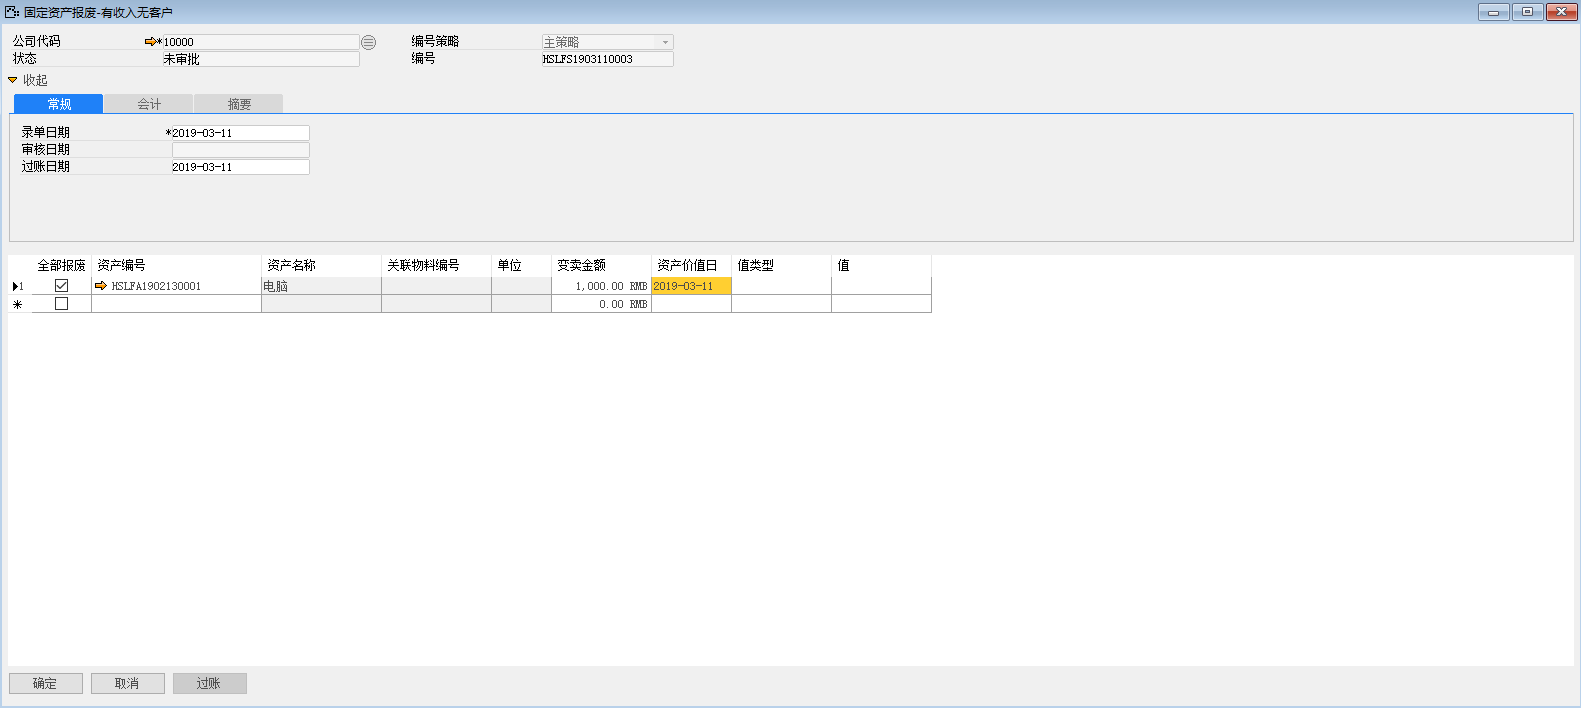 固定资产报废-有收入无客户
公司代码 *10000 编号策略 主策略
状态 未审批 编号 HSLFS1903110003
收起
常规 会计 摘要
录单日期 *2019-03-11
审核日期
过账日期 2019-03-11
全部报废 资产编号 资产名称 关联物料编号 单位 变卖金额 资产价值日 值类型 值
1 HSLFA1902130001 电脑 1,000.00 RMB 2019-03-11
* 0.00 RMB
确定 取消 过账